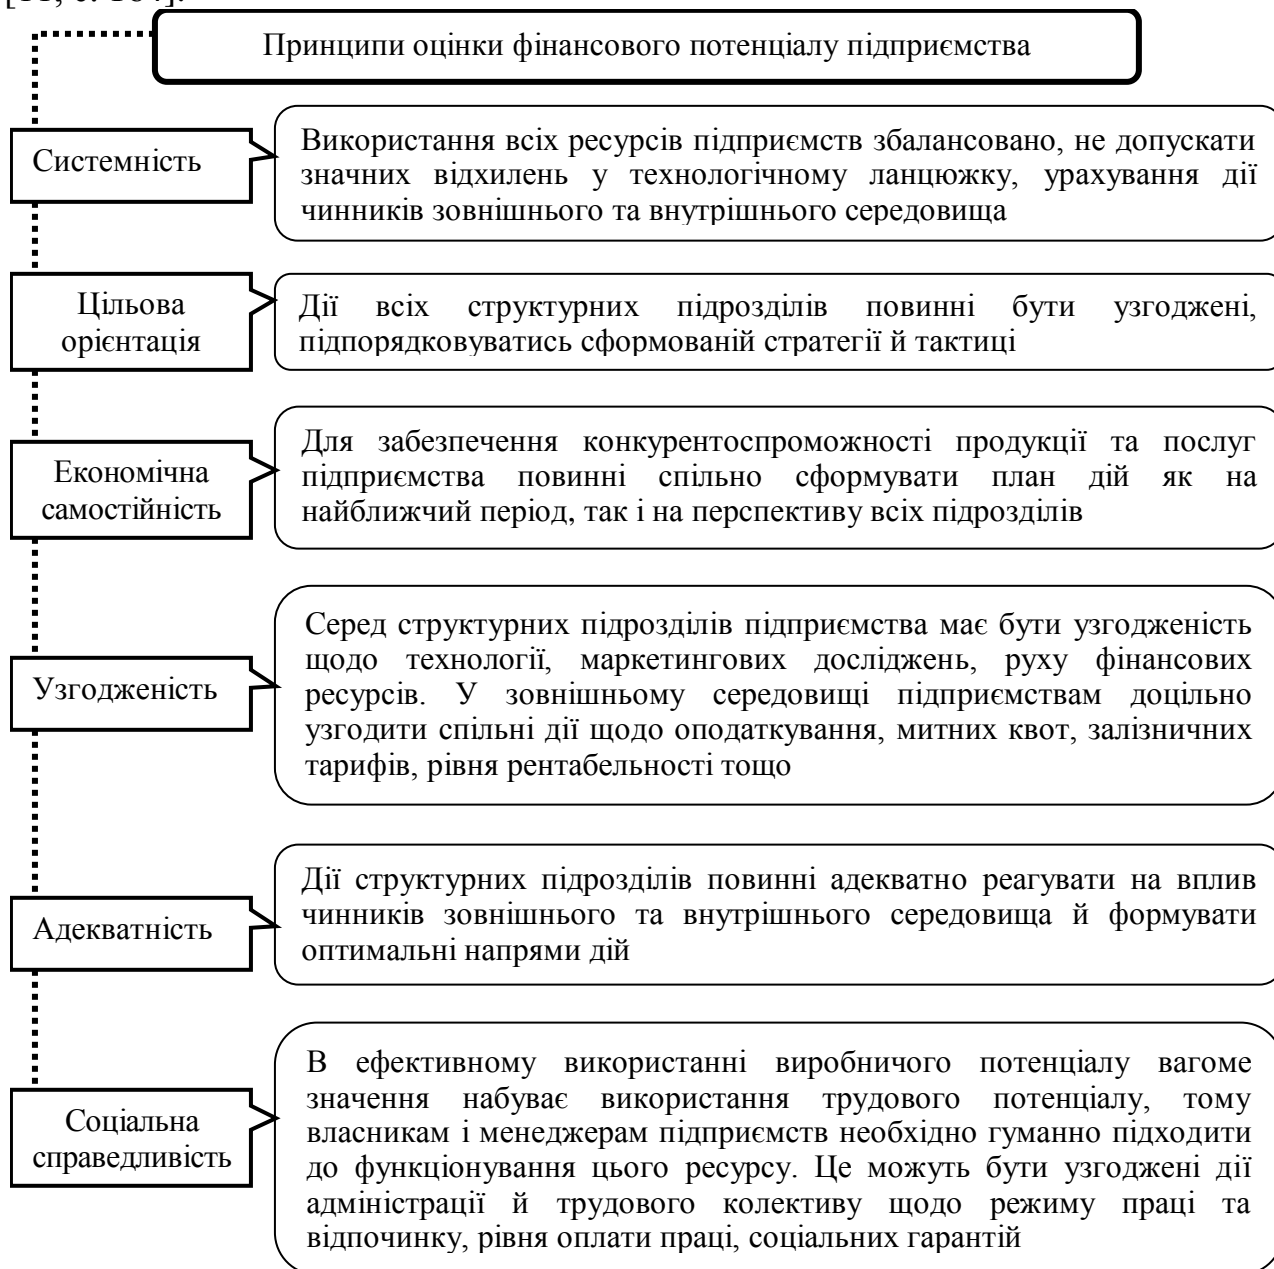 Принципи оцінки фінансового потенціалу підприємства
Системність
Використання всіх ресурсів підприємств збалансовано, не допускати
значних відхилень у технологічному ланцюжку, урахування дії
чинників зовнішнього та внутрішнього середовища
Цільова
орієнтація
Дії всіх структурних підрозділів повинні бути узгоджені,
підпорядковуватись сформованій стратегії й тактиці
Економічна
самостійність
Для забезпечення конкурентоспроможності продукції та послуг
підприємства повинні спільно сформувати план дій як на
найближчий період, так і на перспективу всіх підрозділів
Узгодженість
Серед структурних підрозділів підприємства має бути узгодженість
щодо технології, маркетингових досліджень, руху фінансових
ресурсів. У зовнішньому середовищі підприємствам доцільно
узгодити спільні дії щодо оподаткування, митних квот, залізничних
тарифів, рівня рентабельності тощо
Адекватність
Дії структурних підрозділів повинні адекватно реагувати на вплив
чинників зовнішнього та внутрішнього середовища й формувати
оптимальні напрями дій
Соціальна
справедливість
В ефективному використанні виробничого потенціалу вагоме
значення набуває використання трудового потенціалу, тому
власникам і менеджерам підприємств необхідно гуманно підходити
до функціонування цього ресурсу. Це можуть бути узгоджені дії
адміністрації й трудового колективу щодо режиму праці та
відпочинку, рівня оплати праці, соціальних гарантій